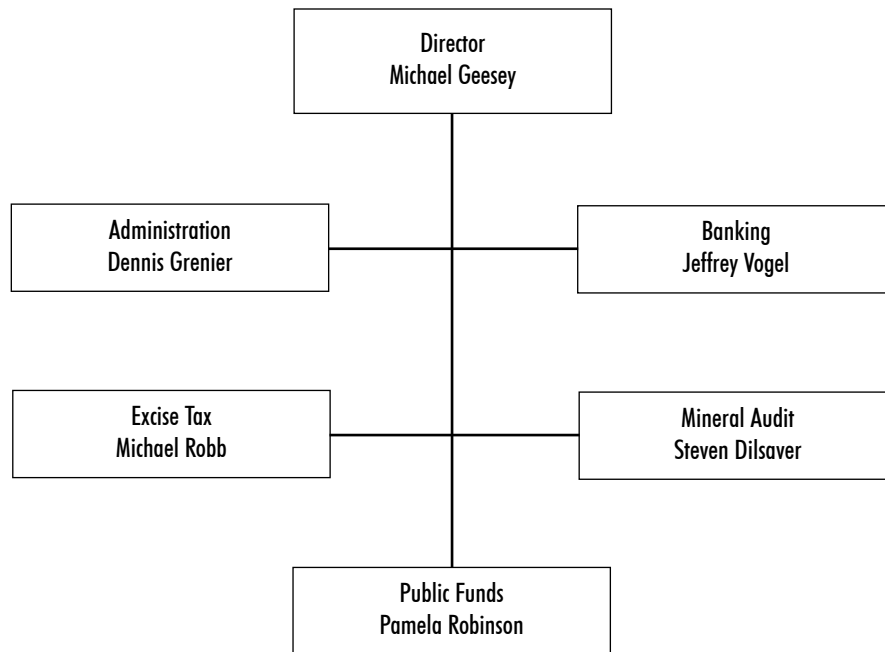 Director
Michael Geesey
Administration
Dennis Grenier
Banking
Jeffrey Vogel
Excise Tax
Michael Robb
Mineral Audit
Steven Dilsaver
Public Funds
Pamela Robinson